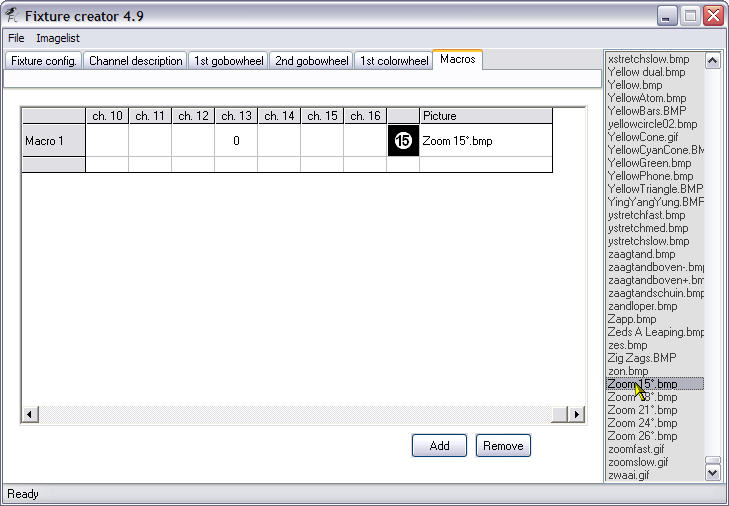 Fixture creator 4.9
File Imagelist
Fixture config. Channel description 1st gobowheel 2nd gobowheel 1st colorwheel Macros
ch. 10 ch. 11 ch. 12 ch. 13 ch. 14 ch. 15 ch. 16 Picture
Macro 1 0 15 Zoom 15°.bmp
Add Remove
xstretchslow.bmp
Yellow dual.bmp
Yellow.bmp
YellowAtom.bmp
YellowBars.BMP
yellowcircle02.bmp
YellowCone.gif
YellowCyanCone.BM
YellowGreen.bmp
YellowPhone.bmp
YellowTriangle.BMP
YingYangYung.BMP
ystretchfast.bmp
ystretchmed.bmp
ystretchslow.bmp
zaagtand.bmp
zaagtandboven-.bmp
zaagtandboven+.bmp
zaagtandschuin.bmp
zandloper.bmp
Zapp.bmp
Zeds A Leaping.bmp
zes.bmp
Zig Zags.BMP
zon.bmp
Zoom 15°.bmp
Zoom 18°.bmp
Zoom 21°.bmp
Zoom 24°.bmp
Zoom 26°.bmp
zoomfast.gif
zoomslow.gif
zwaai.gif
Ready